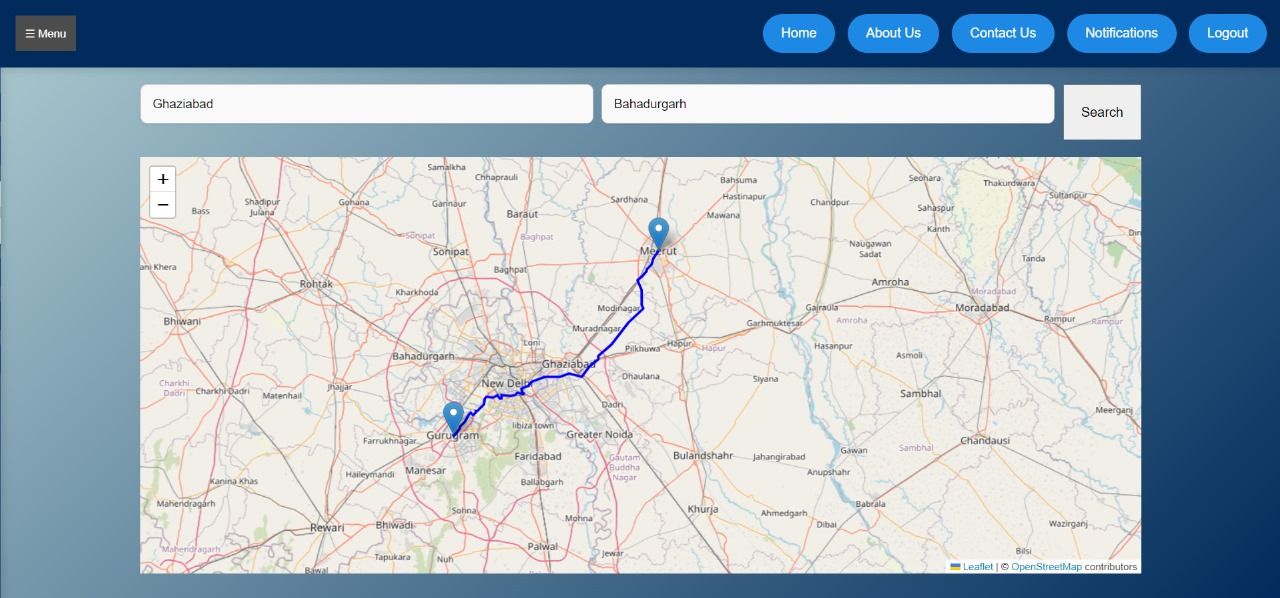 ☰ Menu
Home
About Us
Contact Us
Notifications
Logout
Ghaziabad
Bahadurgarh
Search
+
−
Samalkha
Chhaprauli
Bahsuma
Seohara
Thakurdwara
Sultanpur
Bass
Shadipur
Julana
Gohana
Gannaur
Baraut
Sardhana
Hastinapur
Mawana
Chandpur
Sahaspur
Kanth
Sonipat
Baghpat
Sonipat
Meerut
Naugawan
Sadat
Din
ani Khera
Baghpat
Tanda
Rohtak
Kharkhoda
Amroha
Moradabad
Bhiwani
Modinagar
Gajraula
Moradabad
Muradnagar
Garhmuktesar
Amroha
Rampur
Rampur
Loni
Hapur
Hapur
Pilkhuwa
Hasanpur
Bahadurgarh
Ghaziabad
Asmoli
Charkhi
Dadri
Charkhi Dadri
Jhajjar
Matenhail
New Delhi
Dhaulana
Siyana
Sambhal
Dadri
Meerganj
Gurugram
Farrukhnagar
libiza town
Greater Noida
Chandausi
Sambhal
Gawan
Faridabad
Gautam
Buddha
Nagar
Bulandshahr
Jahangirabad
Anupshahr
Manesar
Haileymandi
Ballabgarh
Kanina Khas
Mahendragarh
Sohna
Mohna
Khurja
Ahmedgarh
Babrala
Dibai
Wazirganj
Rewari
Bhiwadi
Mahendragarh
Bawal
Tapukara
Nuh
Palwal
Jewar
Bilsi
Leaflet | © OpenStreetMap contributors